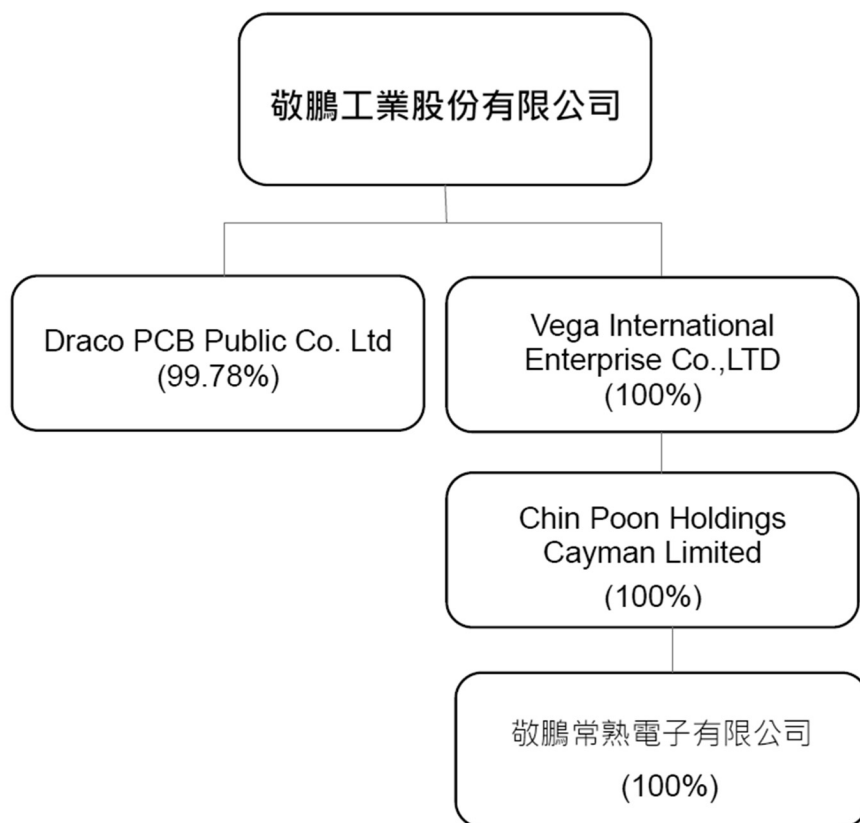 敬鵬工業股份有限公司
Draco PCB Public Co. Ltd
(99.78%)
Vega International
Enterprise Co.,LTD
(100%)
Chin Poon Holdings
Cayman Limited
(100%)
敬鵬常熟電子有限公司
(100%)